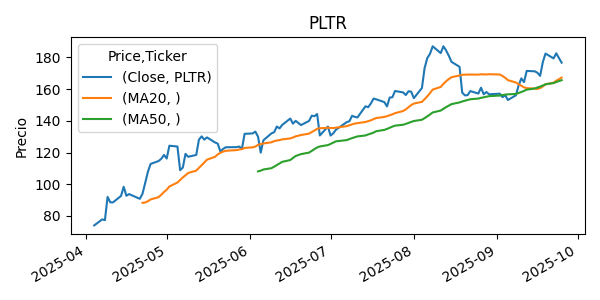 PLTR
Price,Ticker
(Close, PLTR)
(MA20, )
(MA50, )
Precio
180
160
140
120
100
80
2025-04
2025-05
2025-06
2025-07
2025-08
2025-09
2025-10